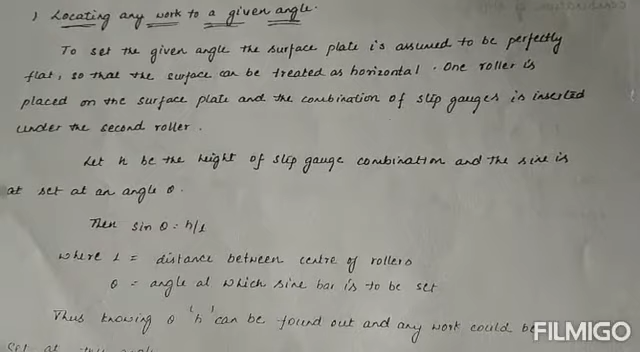 1) Locating any work to a given angle.
To set the given angle the surface plate is assumed to be perfectly
flat, so that the surface can be treated as horizontal. One roller is
placed on the surface plate and the combination of slip gauges is inserted
under the second roller.
Let h be the height of slip gauge combination and the sine is
at set at an angle θ.
Then sin θ = h/l
where l = distance between centre of rollers
θ = angle at which sine bar is to be set
Thus knowing θ 'h' can be found out and any work could be
set at
FILMIGO